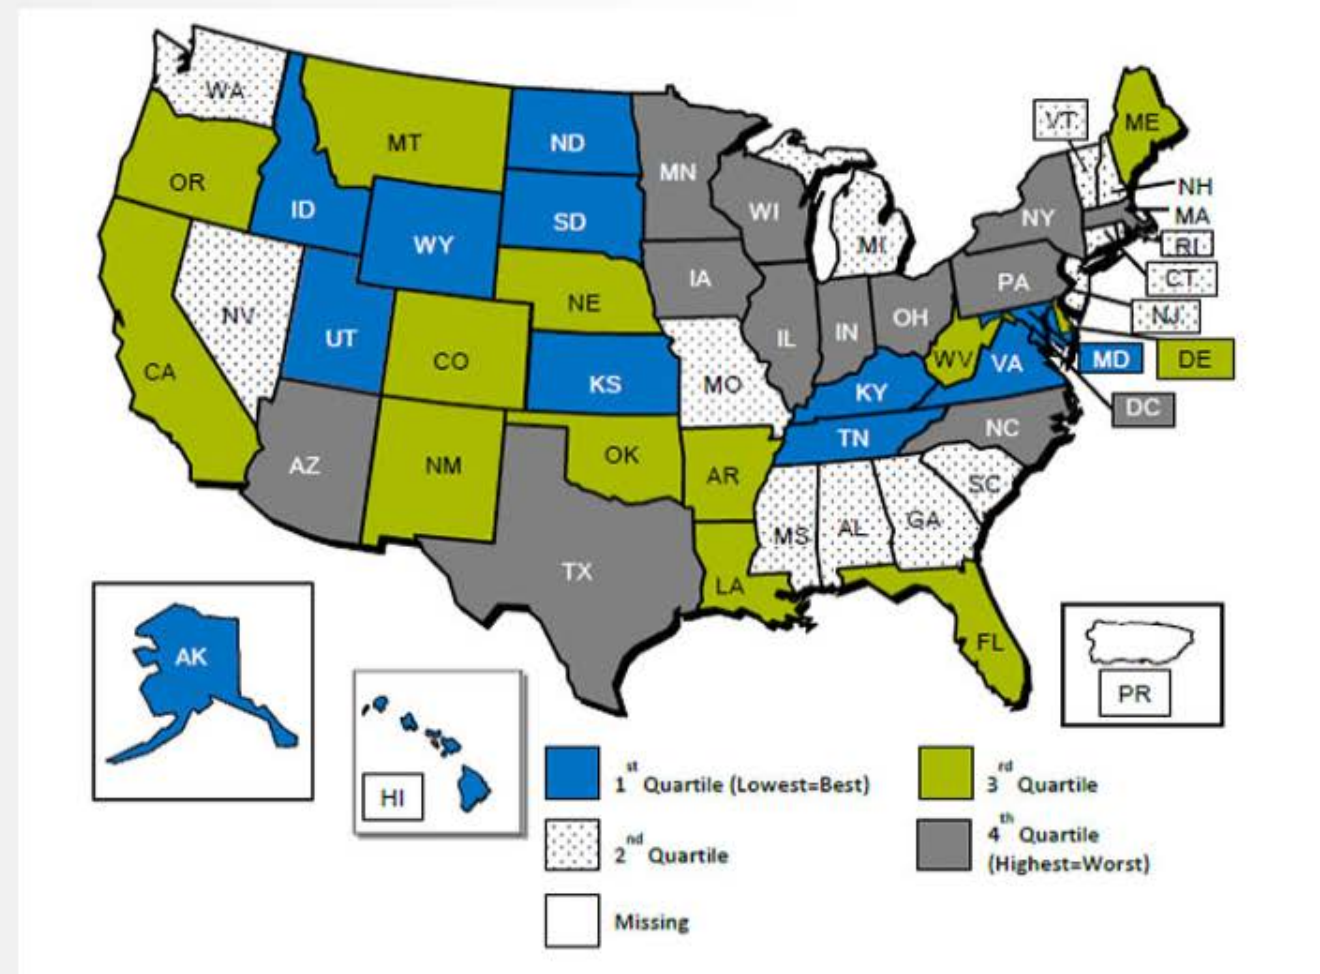 WA
MT
ND
MN
VT
ME
OR
ID
WY
SD
WI
MI
NY
NH
MA
RI
CT
NJ
NV
UT
CO
NE
IA
IL
IN
OH
PA
WV
VA
MD
DE
DC
CA
KS
MO
KY
TN
NC
AZ
NM
OK
AR
SC
MS
AL
GA
TX
LA
FL
AK
HI
PR
1st Quartile (Lowest=Best)
3rd Quartile
2nd Quartile
4th Quartile
(Highest=Worst)
Missing